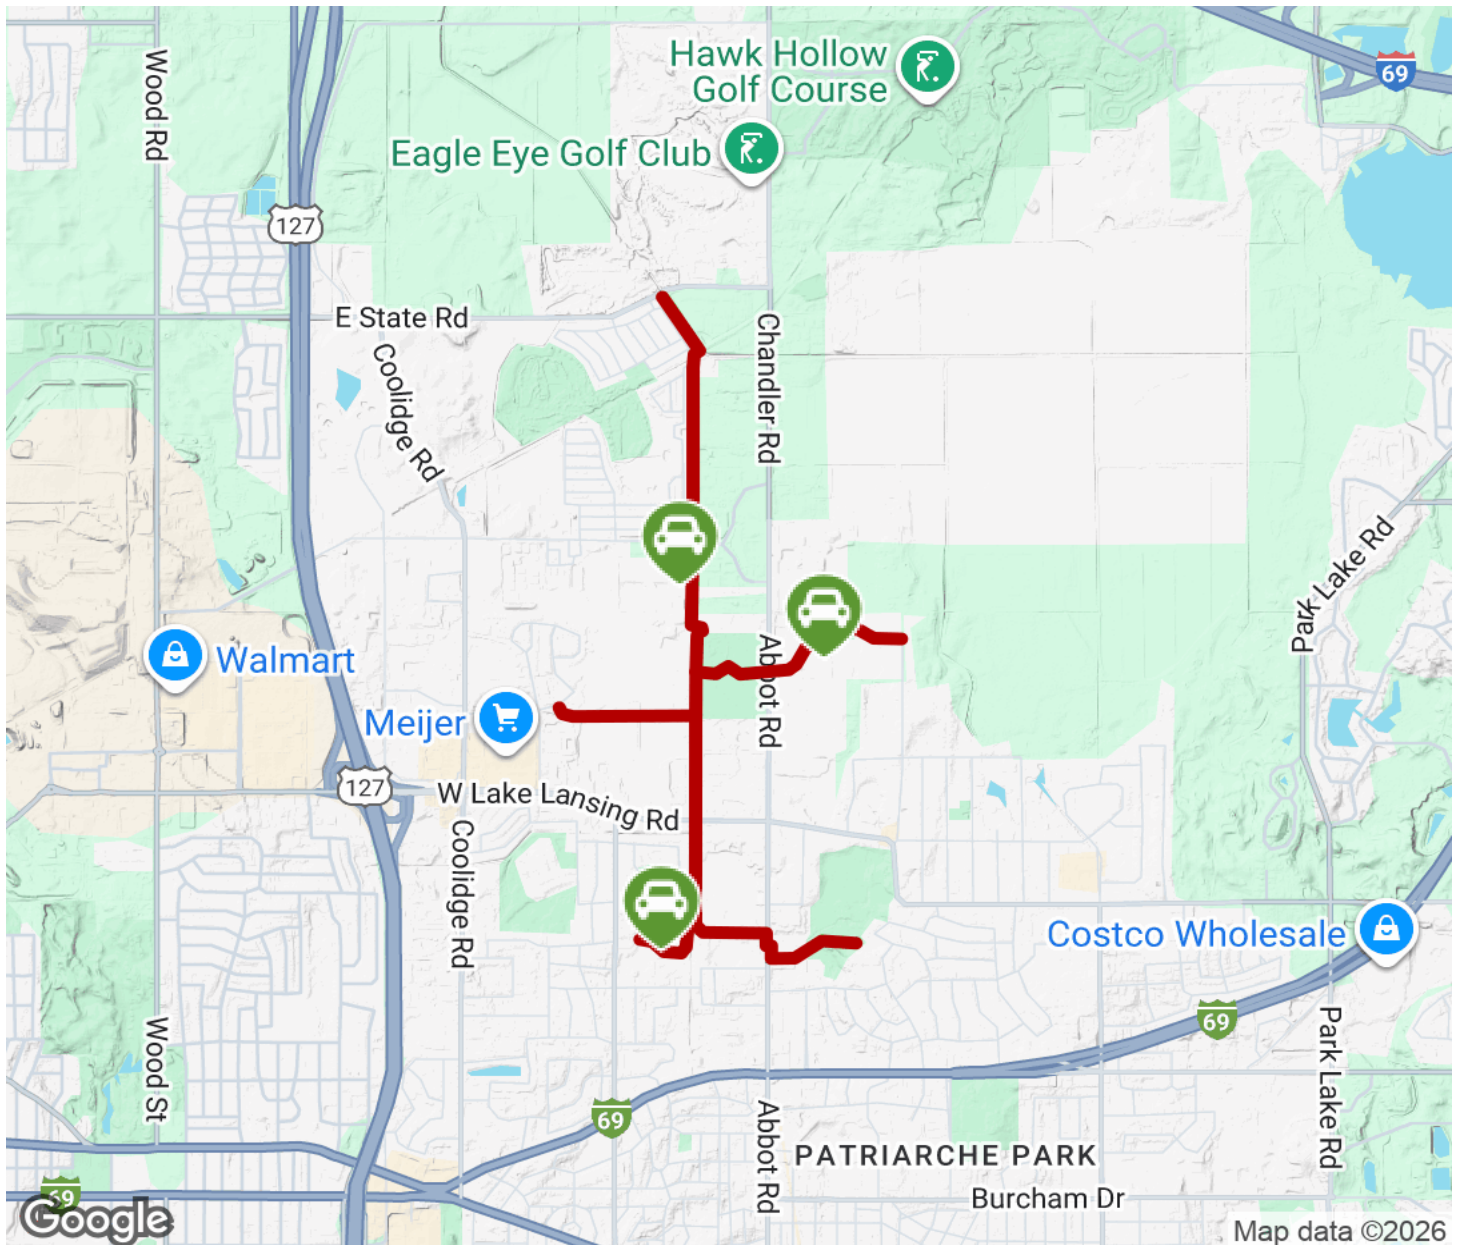 Hawk Hollow
Golf Course
69
Wood Rd
Eagle Eye Golf Club
127
E State Rd
Chandler Rd
Coolidge Rd
Park Lake Rd
Walmart
Abbot Rd
Meijer
127
W Lake Lansing Rd
Coolidge Rd
Costco Wholesale
69
Wood St
Park Lake Rd
69
Abbot Rd
PATRIARCHE PARK
69
Burcham Dr
Google
Map data ©2026